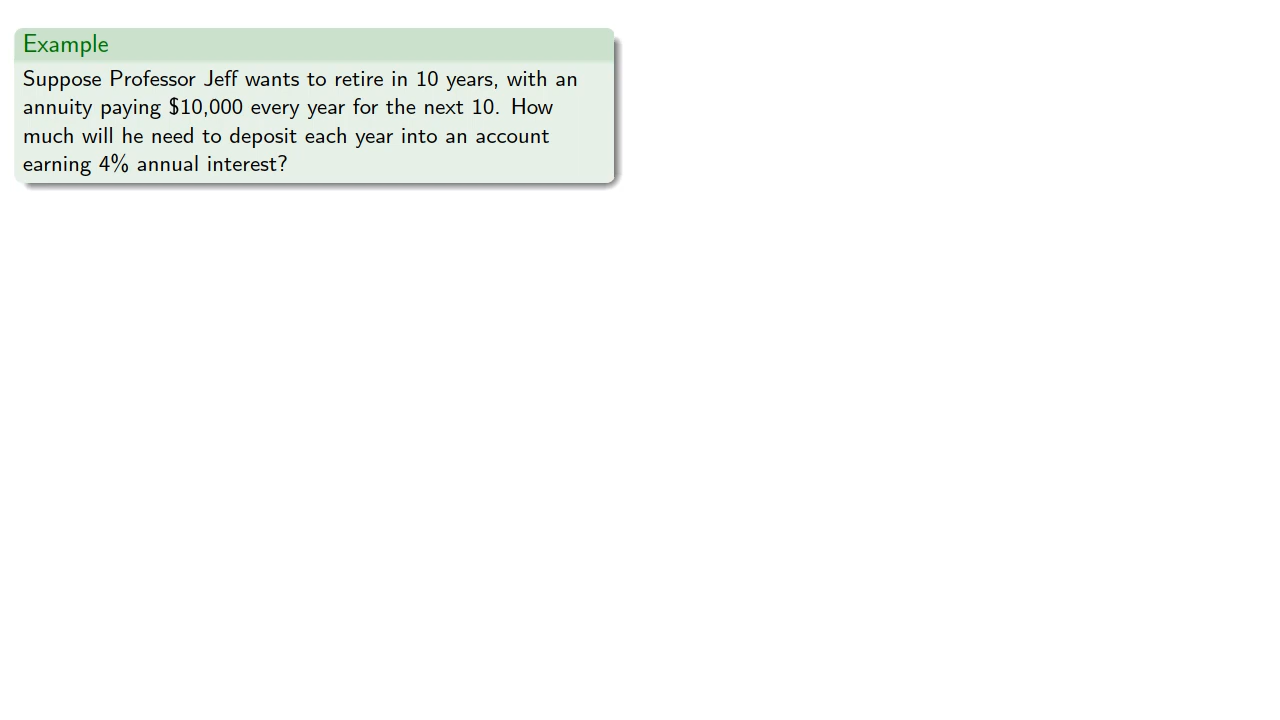 Example
Suppose Professor Jeff wants to retire in 10 years, with an
annuity paying $10,000 every year for the next 10. How
much will he need to deposit each year into an account
earning 4% annual interest?